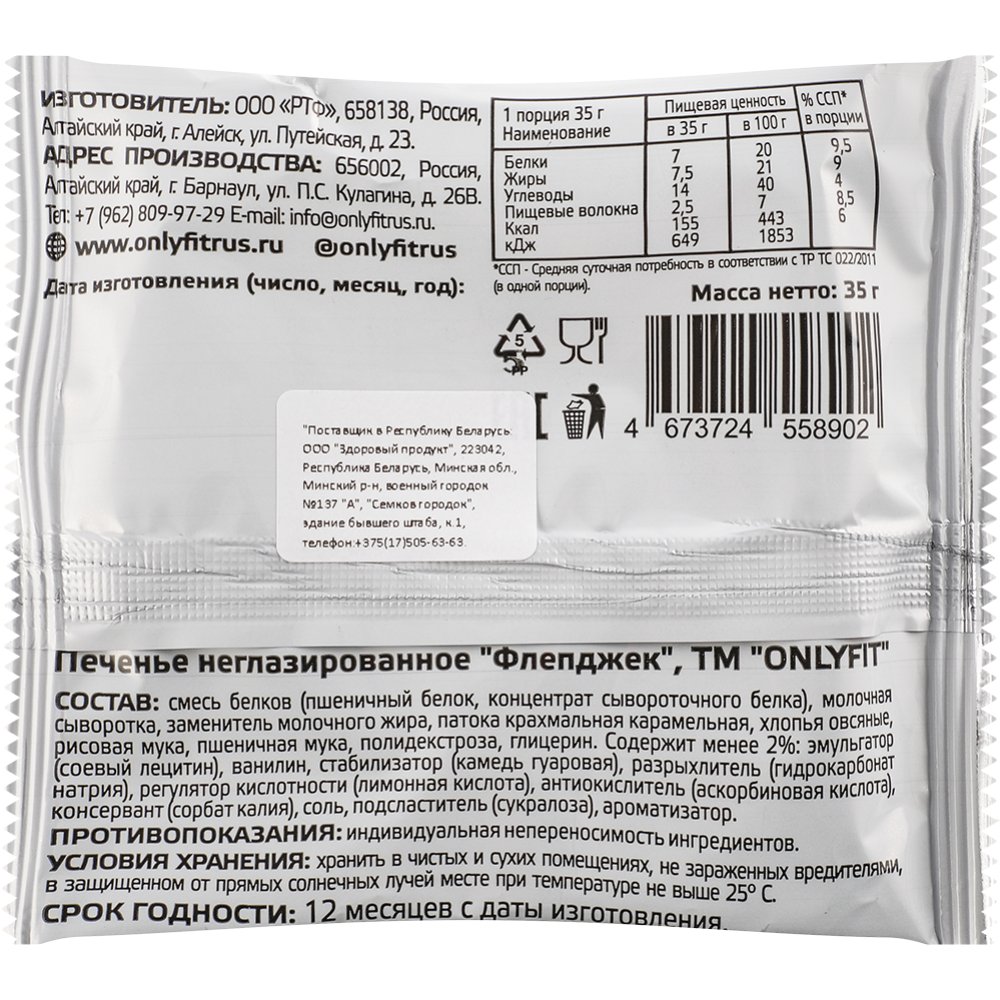 ИЗГОТОВИТЕЛЬ: ООО «РТФ», 658138, Россия,
Алтайский край, г. Алейск, ул. Путейская, д. 23.
АДРЕС ПРОИЗВОДСТВА: 656002, Россия,
Алтайский край, г. Барнаул, ул. П.С. Кулагина, д. 26В.
Тел: +7 (962) 809-97-29 E-mail: info@onlyfitrus.ru.
www.onlyfitrus.ru @onlyfitrus
Дата изготовления (число, месяц, год):
1 порция 35 г Пищевая ценность % ССП*
Наименование в 35 г в 100 г в порции
Белки 7 20 9,5
Жиры 7,5 21 9
Углеводы 14 40 4
Пищевые волокна 2,5 7 8,5
Ккал 155 443 6
кДж 649 1853
*ССП - Средняя суточная потребность в соответствии с ТР ТС 022/2011
(в одной порции).
Масса нетто: 35 г
5
PP
4 673724 558902
"Поставщик в Республику Беларусь:
ООО "Здоровый продукт", 223042,
Республика Беларусь, Минская обл.,
Минский р-н, военный городок
№137 "А", "Семков городок",
здание бывшего штаба, к.1,
телефон:+375(17)505-63-63.
Печенье неглазированное "Флепджек", ТМ "ONLYFIT"
СОСТАВ: смесь белков (пшеничный белок, концентрат сывороточного белка), молочная
сыворотка, заменитель молочного жира, патока крахмальная карамельная, хлопья овсяные,
рисовая мука, пшеничная мука, полидекстроза, глицерин. Содержит менее 2%: эмульгатор
(соевый лецитин), ванилин, стабилизатор (камедь гуаровая), разрыхлитель (гидрокарбонат
натрия), регулятор кислотности (лимонная кислота), антиокислитель (аскорбиновая кислота),
консервант (сорбат калия), соль, подсластитель (сукралоза), ароматизатор.
ПРОТИВОПОКАЗАНИЯ: индивидуальная непереносимость ингредиентов.
УСЛОВИЯ ХРАНЕНИЯ: хранить в чистых и сухих помещениях, не зараженных вредителями,
в защищенном от прямых солнечных лучей месте при температуре не выше 25° С.
СРОК ГОДНОСТИ: 12 месяцев с даты изготовления.